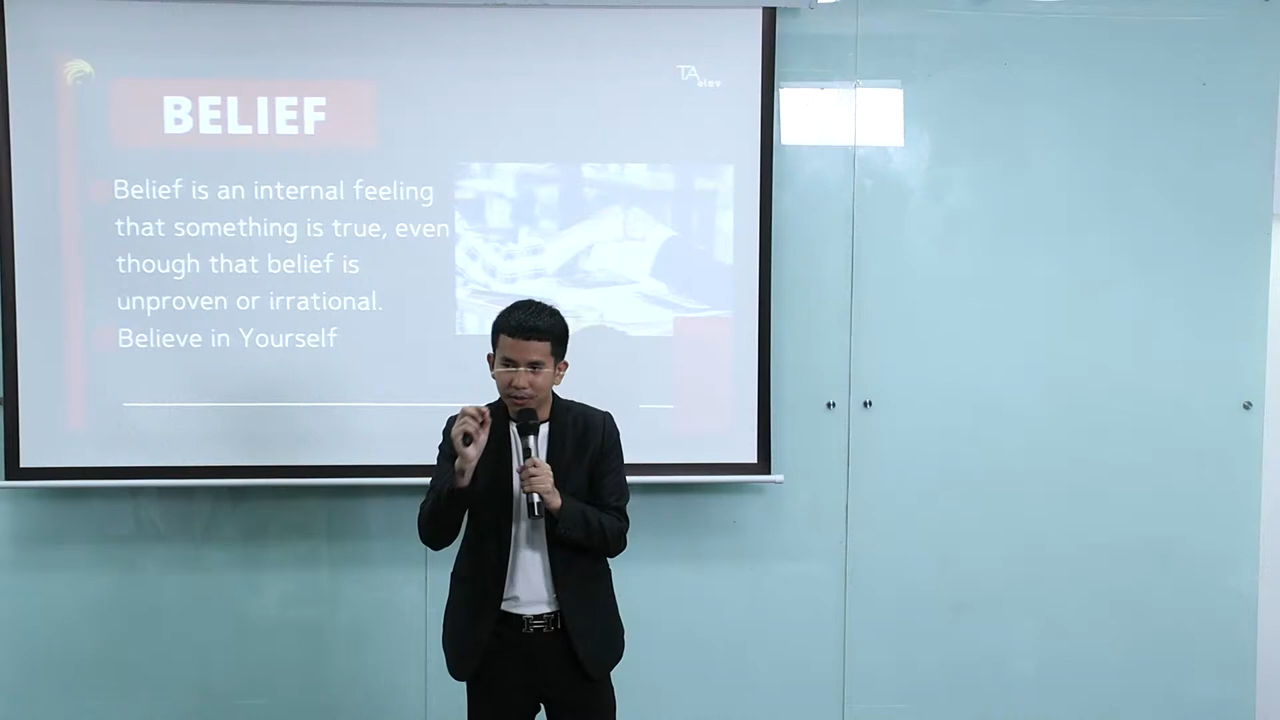 TA
elev
BELIEF
Belief is an internal feeling
that something is true, even
though that belief is
unproven or irrational.
Believe in Yourself